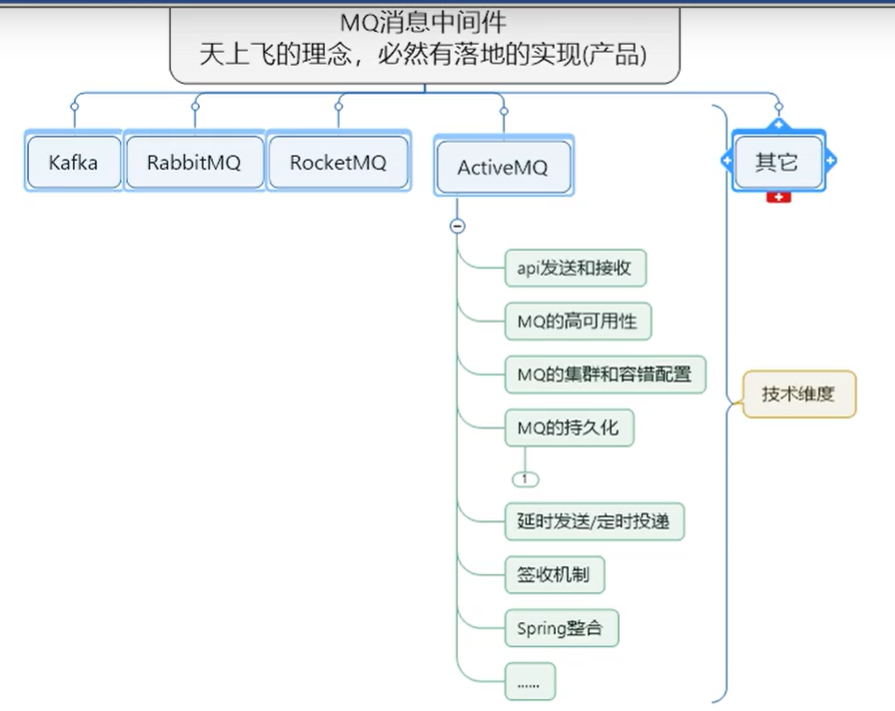 MQ消息中间件
天上飞的理念，必然有落地的实现(产品)
Kafka
RabbitMQ
RocketMQ
ActiveMQ
其它
api发送和接收
MQ的高可用性
MQ的集群和容错配置
MQ的持久化
1
延时发送/定时投递
签收机制
Spring整合
......
技术维度